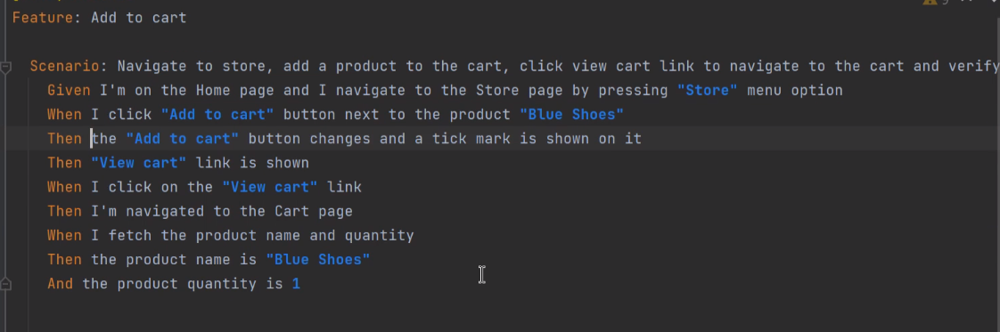 Feature: Add to cart
Scenario: Navigate to store, add a product to the cart, click view cart link to navigate to the cart and verify
Given I'm on the Home page and I navigate to the Store page by pressing "Store" menu option
When I click "Add to cart" button next to the product "Blue Shoes"
Then the "Add to cart" button changes and a tick mark is shown on it
Then "View cart" link is shown
When I click on the "View cart" link
Then I'm navigated to the Cart page
When I fetch the product name and quantity
Then the product name is "Blue Shoes"
And the product quantity is 1